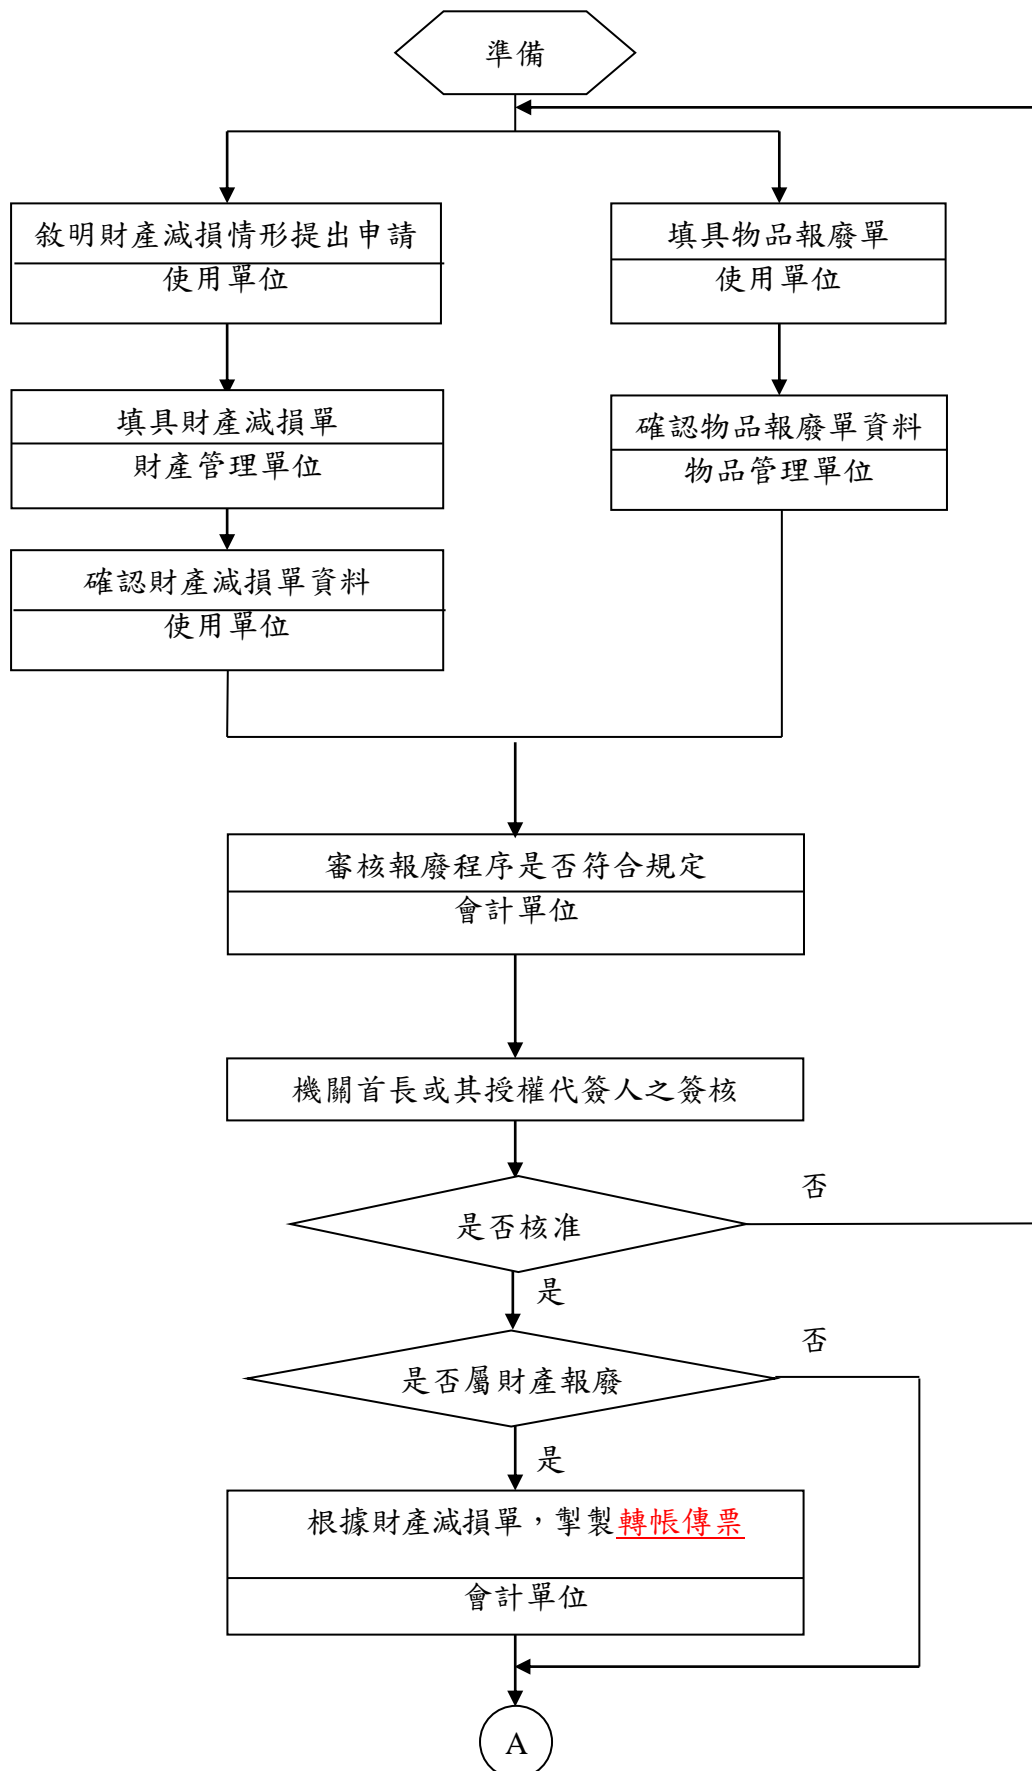 準備
敘明財產減損情形提出申請
使用單位
填具物品報廢單
使用單位
填具財產減損單
財產管理單位
確認物品報廢單資料
物品管理單位
確認財產減損單資料
使用單位
審核報廢程序是否符合規定
會計單位
機關首長或其授權代簽人之簽核
是否核准
否
是
是否屬財產報廢
否
是
根據財產減損單，掣製轉帳傳票
會計單位
A